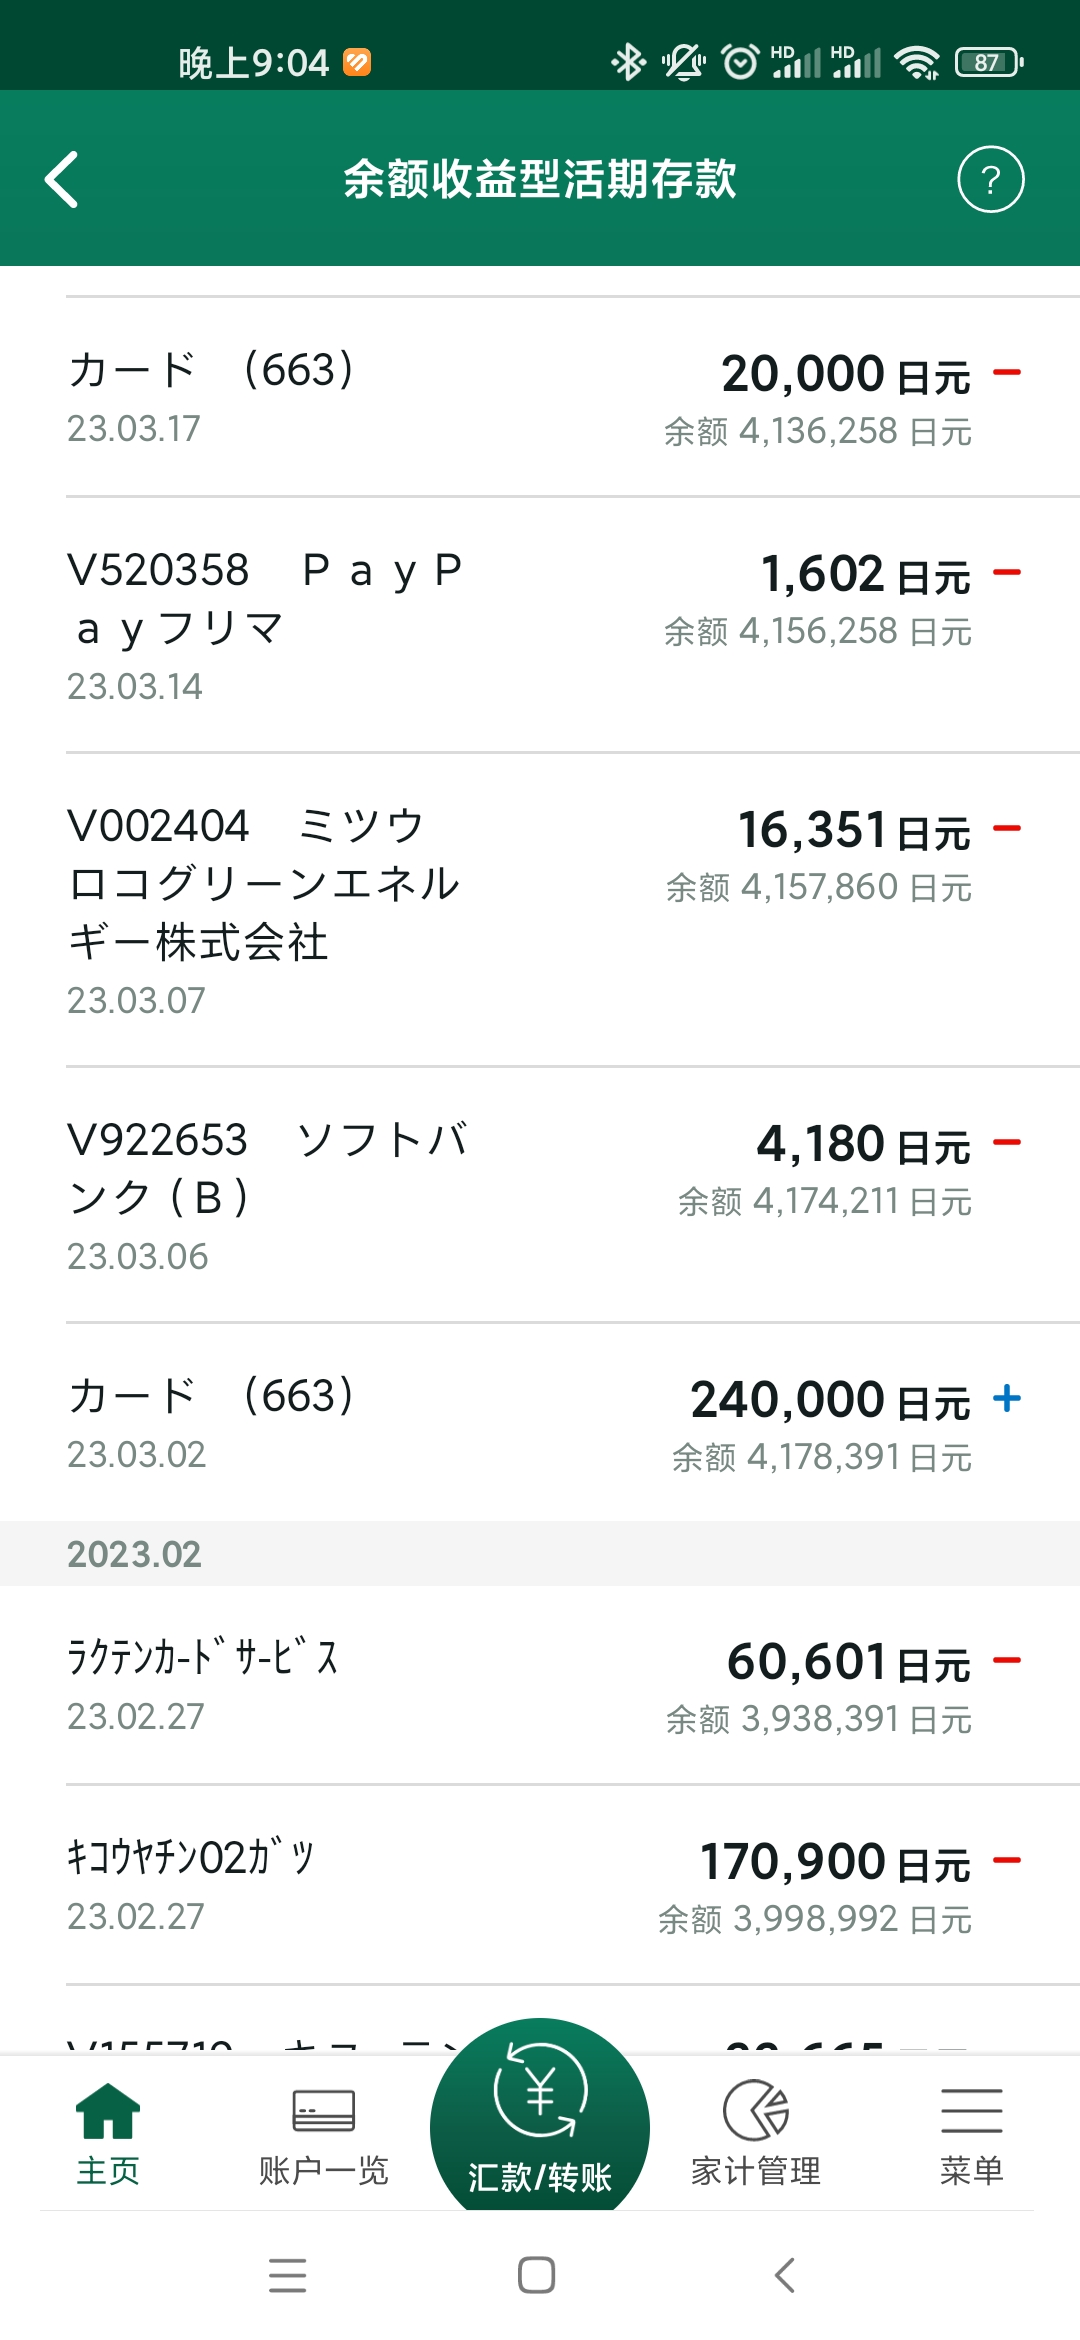 晚上9:04
HD HD 87
余额收益型活期存款 ?
カード （663）
20,000 日元 −
23.03.17
余额 4,136,258 日元
V520358　ＰａｙＰ
ａｙフリマ
1,602 日元 −
余额 4,156,258 日元
23.03.14
V002404　ミツウ
ロコグリーンエネル
ギー株式会社
16,351 日元 −
余额 4,157,860 日元
23.03.07
V922653　ソフトバ
ンク（Ｂ）
4,180 日元 −
余额 4,174,211 日元
23.03.06
カード （663）
240,000 日元 +
23.03.02
余额 4,178,391 日元
2023.02
ﾗｸﾃﾝｶ-ﾄﾞｻ-ﾋﾞｽ
60,601 日元 −
23.02.27
余额 3,938,391 日元
ｷｺｳﾔﾁﾝ02ｶﾞﾂ
170,900 日元 −
23.02.27
余额 3,998,992 日元
主页
账户一览
汇款/转账
家计管理
菜单